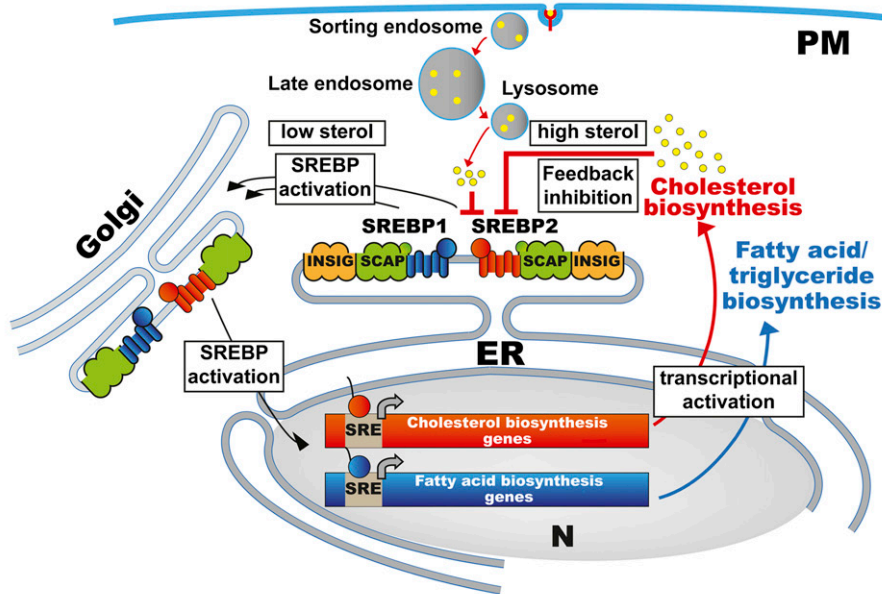 Sorting endosome
PM
Late endosome
Lysosome
low sterol
high sterol
SREBP
activation
Feedback
inhibition
Cholesterol
biosynthesis
Golgi
SREBP1
SREBP2
Fatty acid/
triglyceride
biosynthesis
INSIG
SCAP
SCAP
INSIG
SREBP
activation
ER
transcriptional
activation
SRE
Cholesterol biosynthesis
genes
SRE
Fatty acid biosynthesis
genes
N